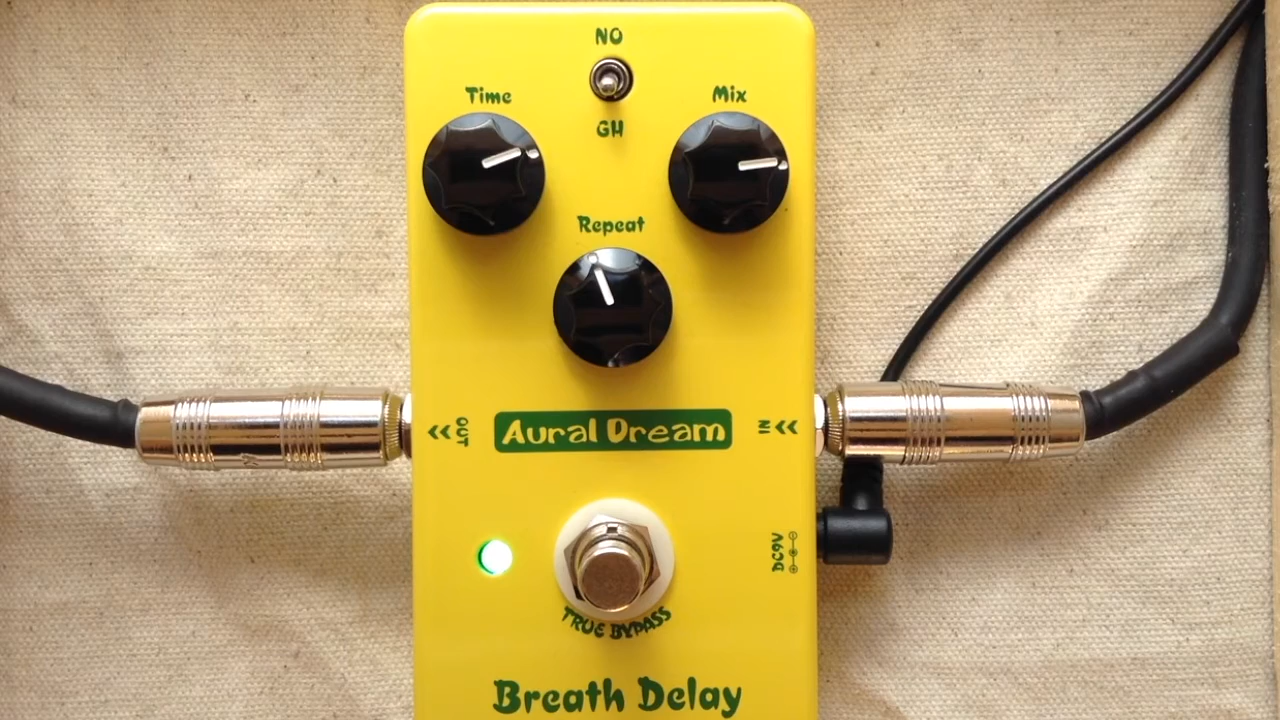 NO
Time
Mix
GH
Repeat
OUT
Aural Dream
IN
DC9V
TRUE BYPASS
Breath Delay